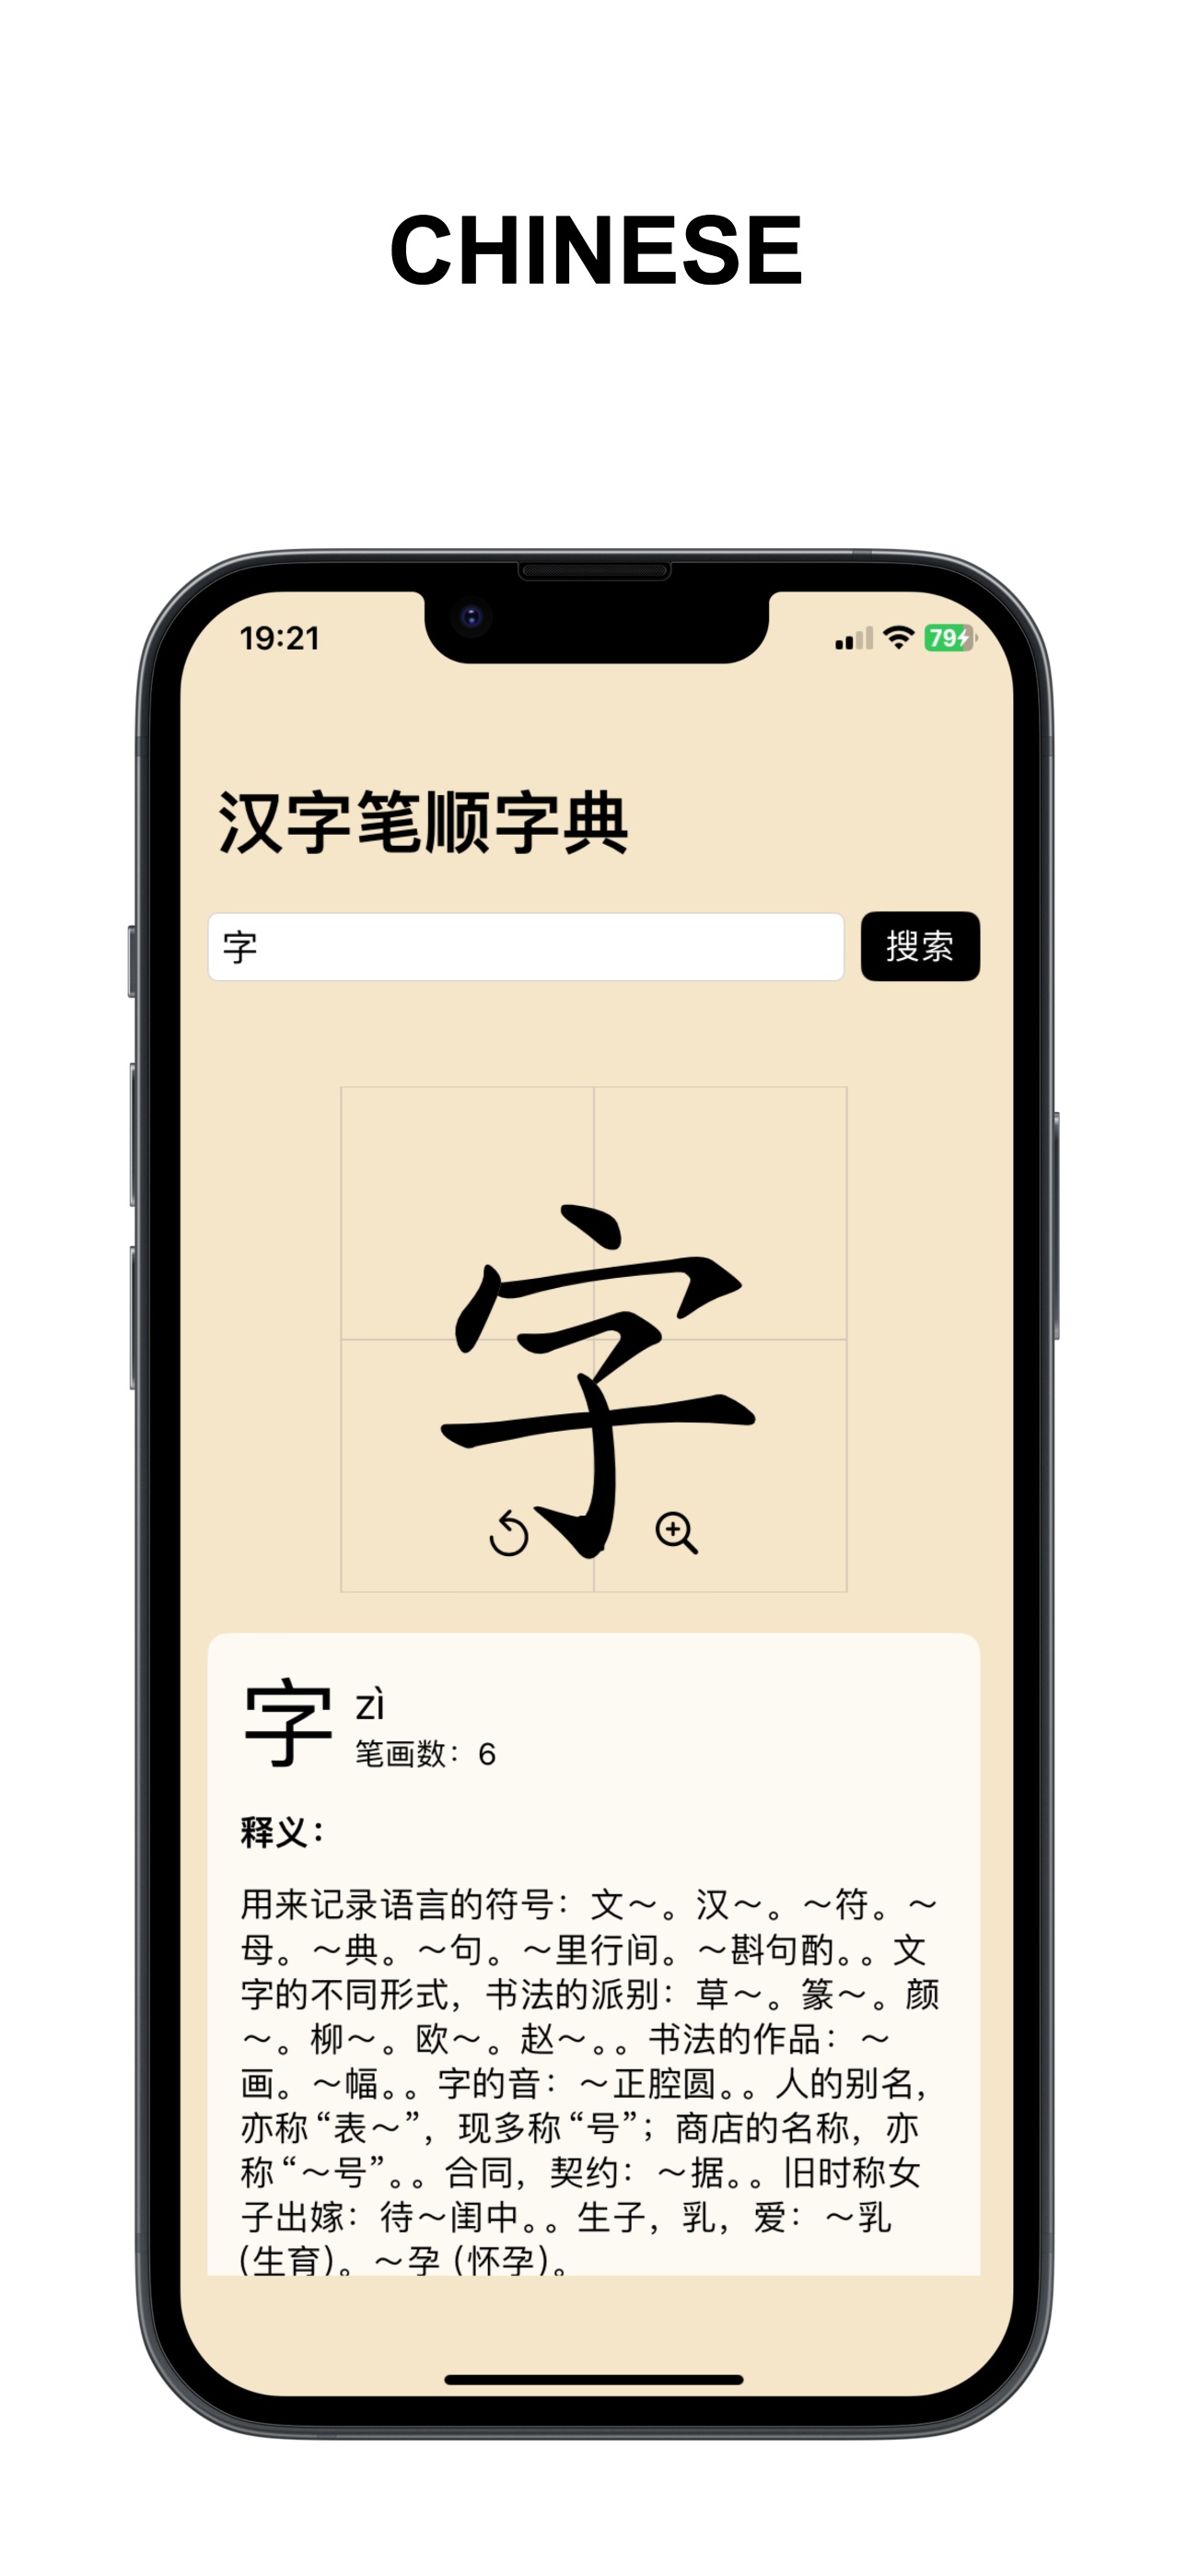 CHINESE
19:21
79
汉字笔顺字典
字
搜索
字
字
zì
笔画数：6
释义：
用来记录语言的符号：文～。汉～。～符。～
母。～典。～句。～里行间。～斟句酌。。文
字的不同形式，书法的派别：草～。篆～。颜
～。柳～。欧～。赵～。。书法的作品：～
画。～幅。。字的音：～正腔圆。。人的别名，
亦称“表～”，现多称“号”；商店的名称，亦
称“～号”。。合同，契约：～据。。旧时称女
子出嫁：待～闺中。。生子，乳，爱：～乳
(生育)。～孕 (怀孕)。